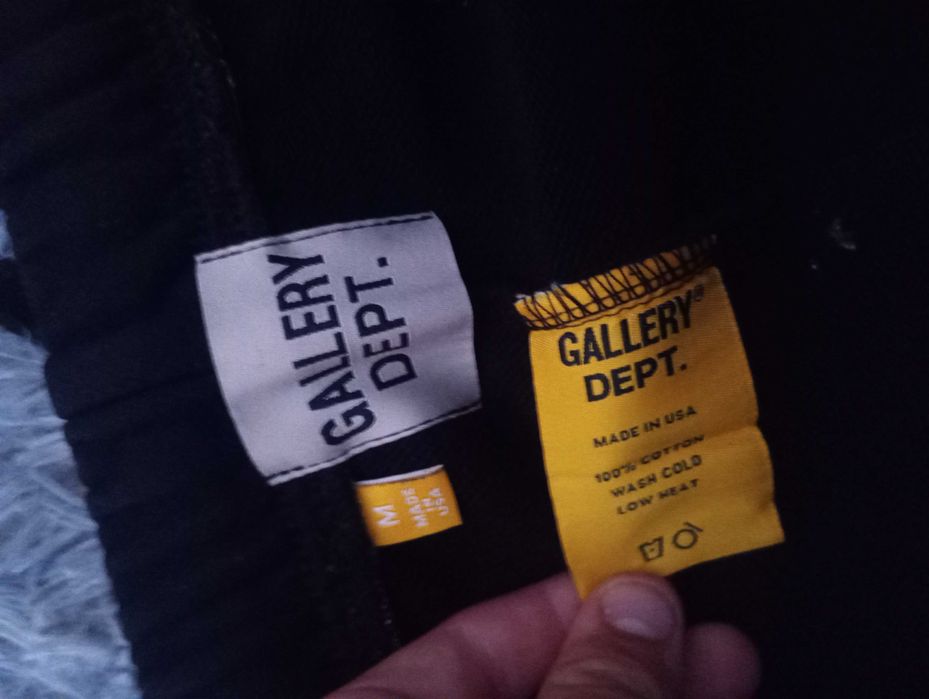 GALLERY
DEPT.
M
MADE
IN
USA
GALLERY®
DEPT.
MADE IN USA
100% COTTON
WASH COLD
LOW HEAT